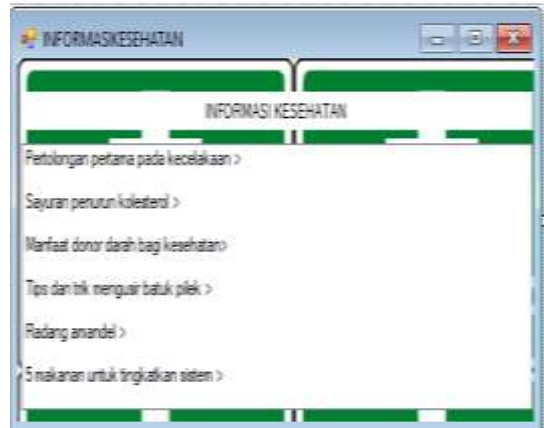 INFORMASIKESEHATAN
INFORMASI KESEHATAN
Pertolongan pertama pada kecelakaan >
Sayuran penurun kolesterol >
Manfaat donor darah bagi kesehatan>
Tips dan trik mengusir batuk pilek >
Radang amandel >
5 makanan untuk tingkatkan sistem >